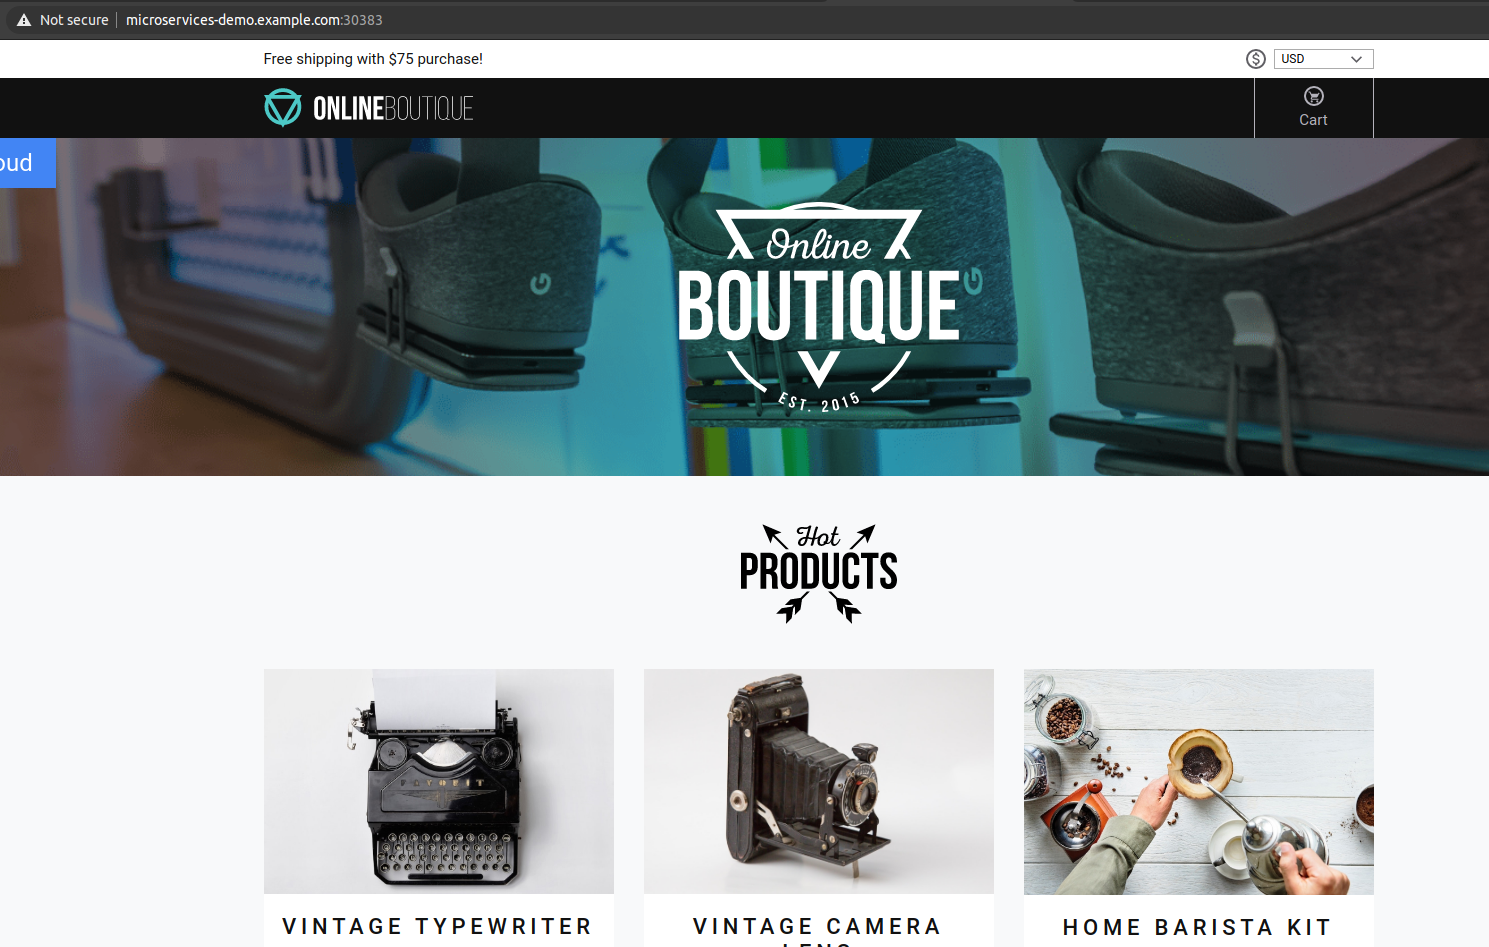 Not secure microservices-demo.example.com:30383
Free shipping with $75 purchase!
$ USD
ONLINEBOUTIQUE
Cart
oud
Online
BOUTIQUE
EST. 2015
Hot
PRODUCTS
VINTAGE TYPEWRITER
VINTAGE CAMERA
LENS
HOME BARISTA KIT